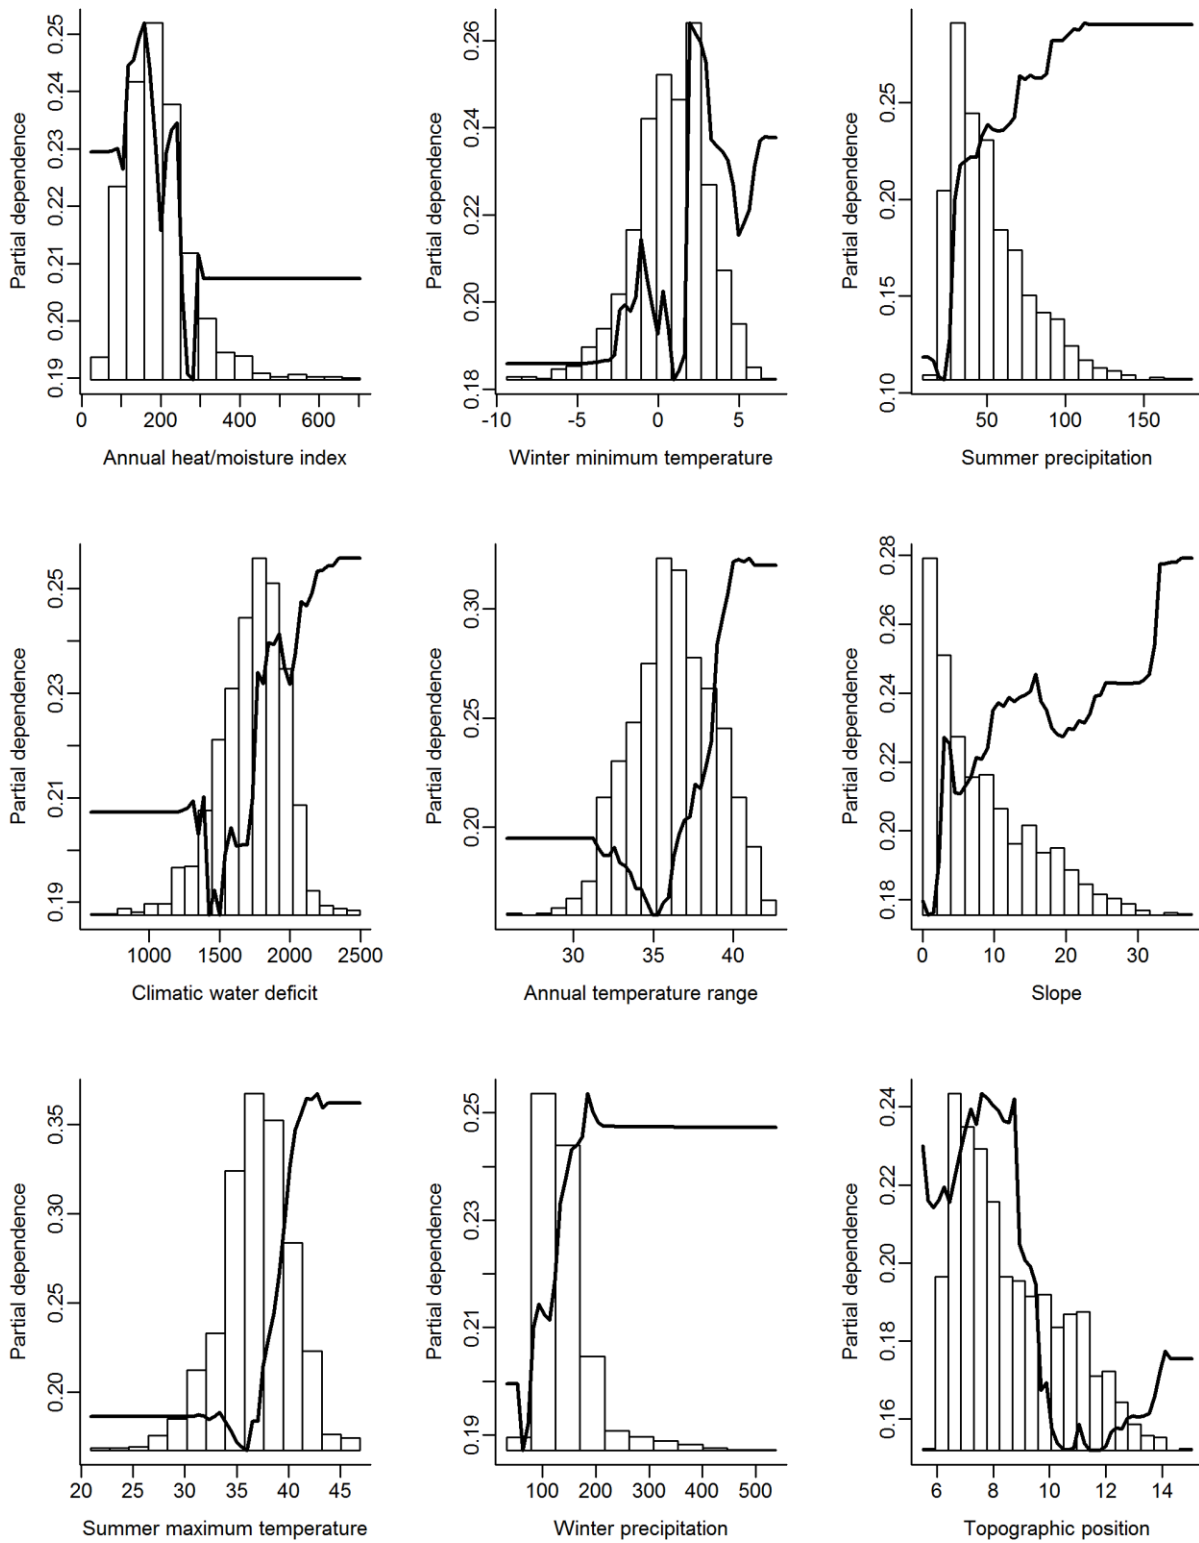 Partial dependence
0.19 0.20 0.21 0.22 0.23 0.24 0.25
0 200 400 600
Annual heat/moisture index
Partial dependence
0.18 0.20 0.22 0.24 0.26
-10 -5 0 5
Winter minimum temperature
Partial dependence
0.10 0.15 0.20 0.25
50 100 150
Summer precipitation
Partial dependence
0.19 0.21 0.23 0.25
1000 1500 2000 2500
Climatic water deficit
Partial dependence
0.20 0.25 0.30
30 35 40
Annual temperature range
Partial dependence
0.18 0.20 0.22 0.24 0.26 0.28
0 10 20 30
Slope
Partial dependence
0.20 0.25 0.30 0.35
20 25 30 35 40 45
Summer maximum temperature
Partial dependence
0.19 0.21 0.23 0.25
100 200 300 400 500
Winter precipitation
Partial dependence
0.16 0.18 0.20 0.22 0.24
6 8 10 12 14
Topographic position